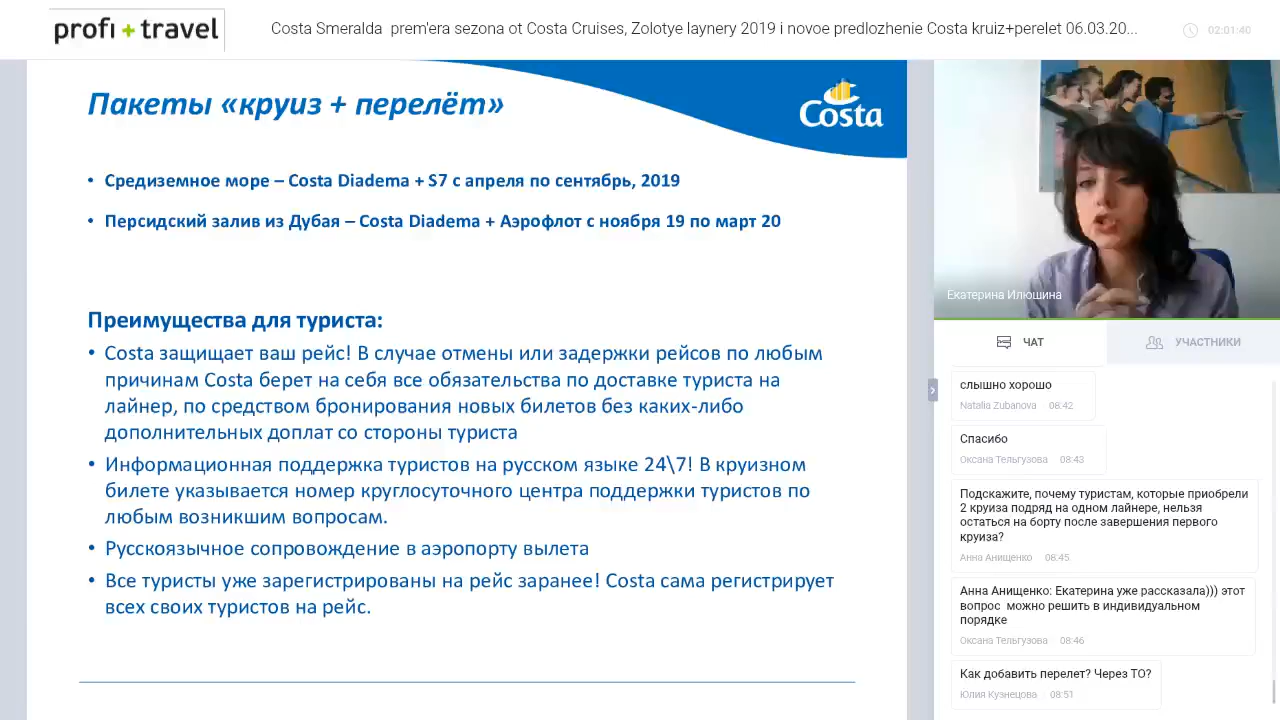 profi + travel
Costa Smeralda prem'era sezona ot Costa Cruises, Zolotye laynery 2019 i novoe predlozhenie Costa kruiz+perelet 06.03.20...
02:01:40
Пакеты «круиз + перелёт»
Costa
• Средиземное море – Costa Diadema + S7 с апреля по сентябрь, 2019
• Персидский залив из Дубая – Costa Diadema + Аэрофлот с ноября 19 по март 20
Преимущества для туриста:
• Costa защищает ваш рейс! В случае отмены или задержки рейсов по любым
причинам Costa берет на себя все обязательства по доставке туриста на
лайнер, по средством бронирования новых билетов без каких-либо
дополнительных доплат со стороны туриста
• Информационная поддержка туристов на русском языке 24\7! В круизном
билете указывается номер круглосуточного центра поддержки туристов по
любым возникшим вопросам.
• Русскоязычное сопровождение в аэропорту вылета
• Все туристы уже зарегистрированы на рейс заранее! Costa сама регистрирует
всех своих туристов на рейс.
Екатерина Илюшина
ЧАТ
УЧАСТНИКИ
слышно хорошо
Natalia Zubanova 08:42
Спасибо
Оксана Тельгузова 08:43
Подскажите, почему туристам, которые приобрели
2 круиза подряд на одном лайнере, нельзя
остаться на борту после завершения первого
круиза?
Анна Анищенко 08:45
Анна Анищенко: Екатерина уже рассказала))) этот
вопрос можно решить в индивидуальном
порядке
Оксана Тельгузова 08:46
Как добавить перелет? Через ТО?
Юлия Кузнецова 08:51